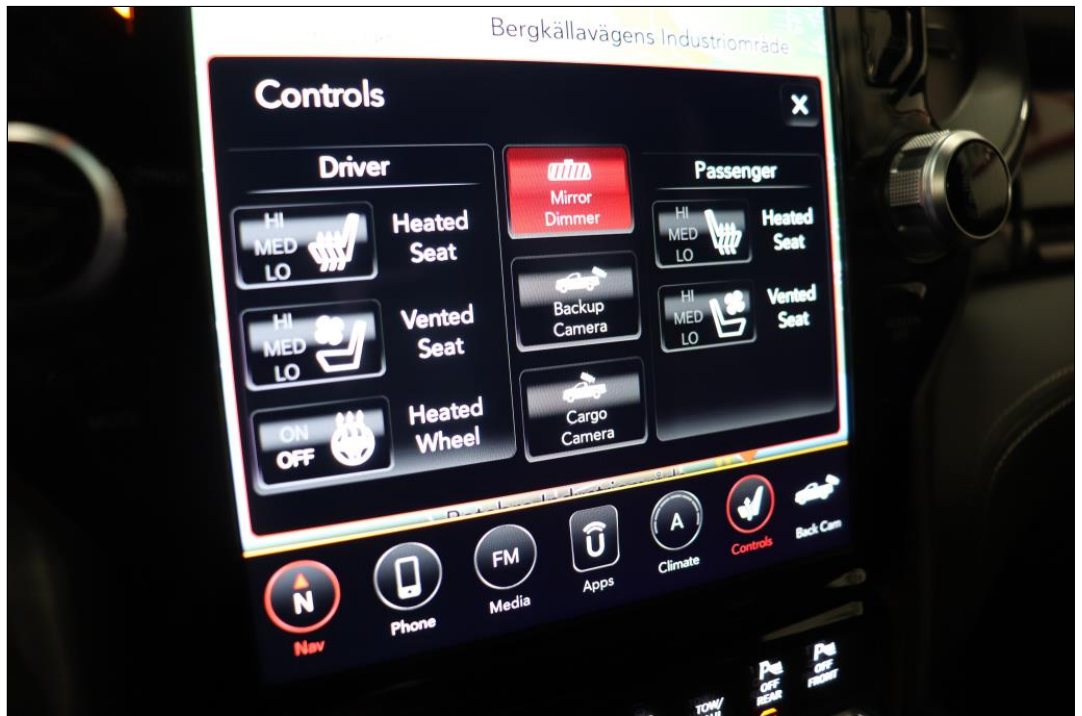 Bergkällavägens Industriområde
Controls
X
Driver
HI
MED
LO
Heated
Seat
HI
MED
LO
Vented
Seat
ON
OFF
Heated
Wheel
Mirror
Dimmer
Backup
Camera
Cargo
Camera
Passenger
HI
MED
LO
Heated
Seat
HI
MED
LO
Vented
Seat
N
Nav
Phone
FM
Media
Apps
A
Climate
Controls
Back Cam
TOW/
P
OFF
REAR
P
OFF
FRONT